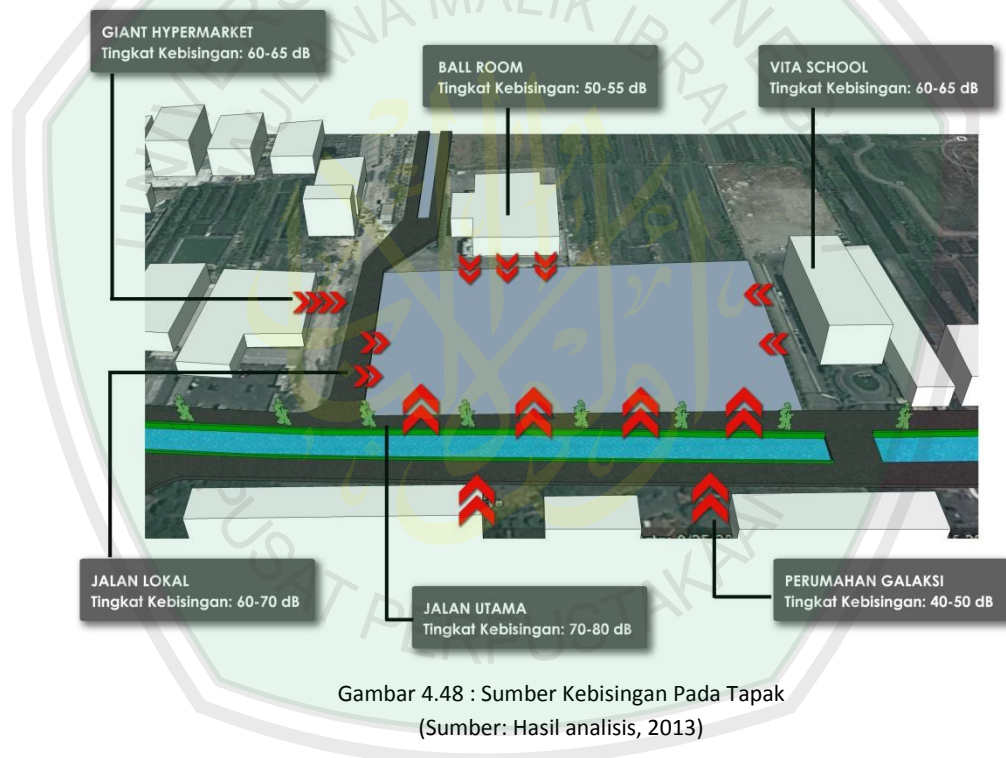 GIANT HYPERMARKET
Tingkat Kebisingan: 60-65 dB
BALL ROOM
Tingkat Kebisingan: 50-55 dB
VITA SCHOOL
Tingkat Kebisingan: 60-65 dB
JALAN LOKAL
Tingkat Kebisingan: 60-70 dB
JALAN UTAMA
Tingkat Kebisingan: 70-80 dB
PERUMAHAN GALAKSI
Tingkat Kebisingan: 40-50 dB
PUSAT PERPUSTAKAAN
Gambar 4.48 : Sumber Kebisingan Pada Tapak
(Sumber: Hasil analisis, 2013)